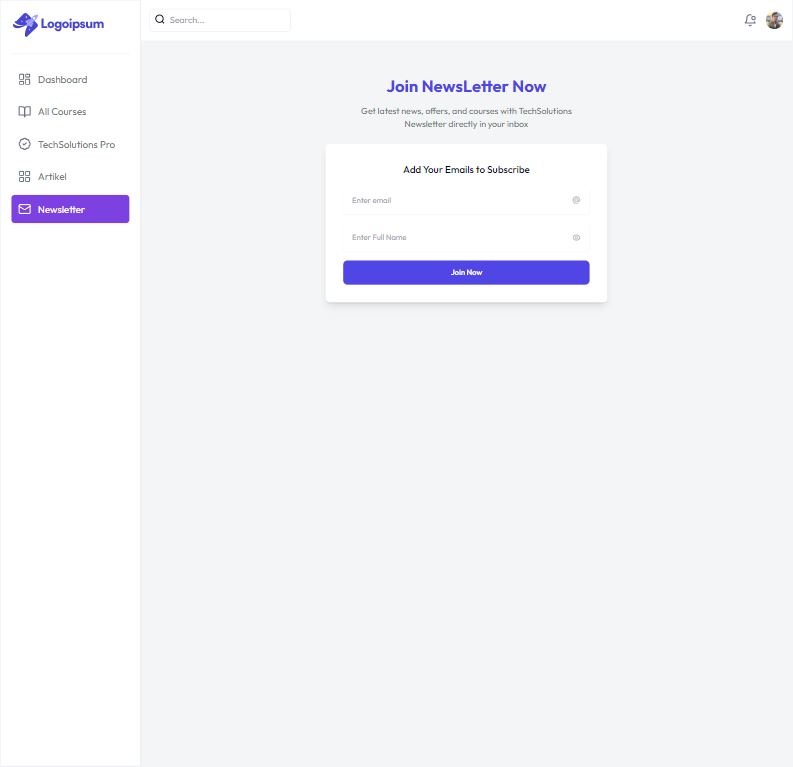 Logoipsum
Search...
Dashboard
All Courses
TechSolutions Pro
Artikel
Newsletter
Join NewsLetter Now
Get latest news, offers, and courses with TechSolutions
Newsletter directly in your inbox
Add Your Emails to Subscribe
Enter email
Enter Full Name
Join Now